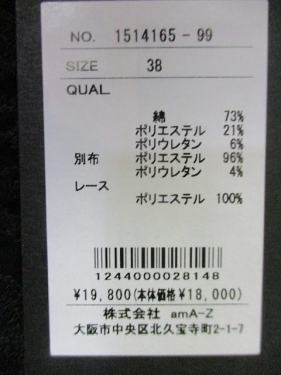 NO. 1514165-99
SIZE 38
QUAL
綿 73%
ポリエステル 21%
ポリウレタン 6%
別布 ポリエステル 96%
ポリウレタン 4%
レース
ポリエステル 100%
1244000028148
¥19,800(本体価格¥18,000)
株式会社 amA-Z
大阪市中央区北久宝寺町2-1-7